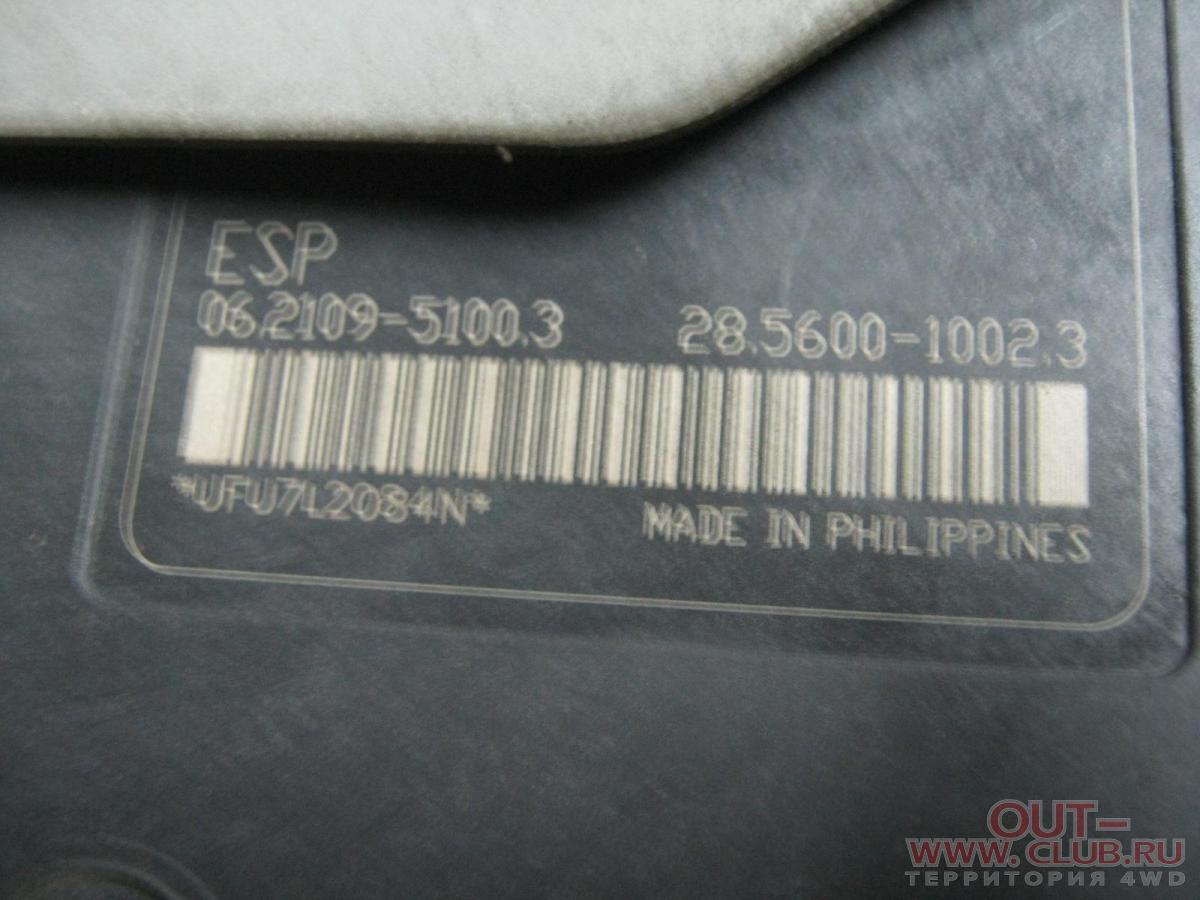 ESP
06.2109-5100.3 28.5600-1002.3
*UFU7L2084N*
MADE IN PHILIPPINES
OUT-
WWW.CLUB.RU
ТЕРРИТОРИЯ 4WD